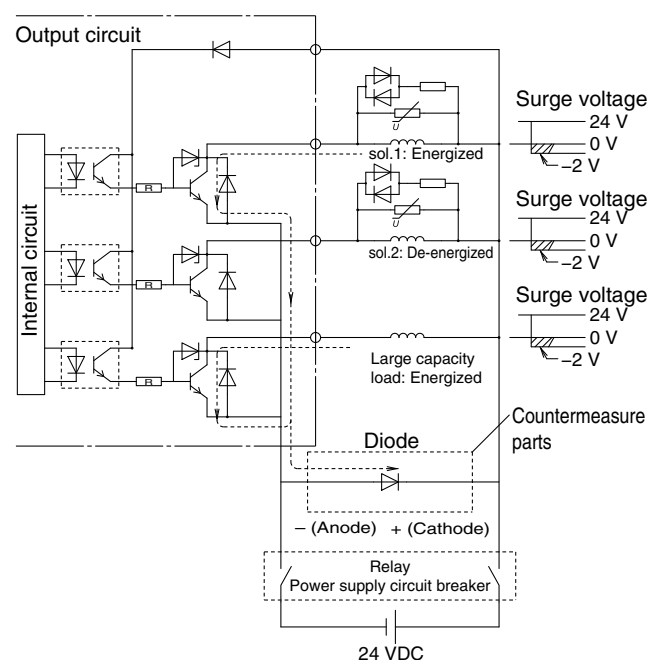 Output circuit
Internal circuit
R
R
R
U
sol.1: Energized
U
sol.2: De-energized
Large capacity
load: Energized
Surge voltage
24 V
0 V
–2 V
Surge voltage
24 V
0 V
–2 V
Surge voltage
24 V
0 V
–2 V
Countermeasure
parts
Diode
– (Anode) + (Cathode)
Relay
Power supply circuit breaker
24 VDC